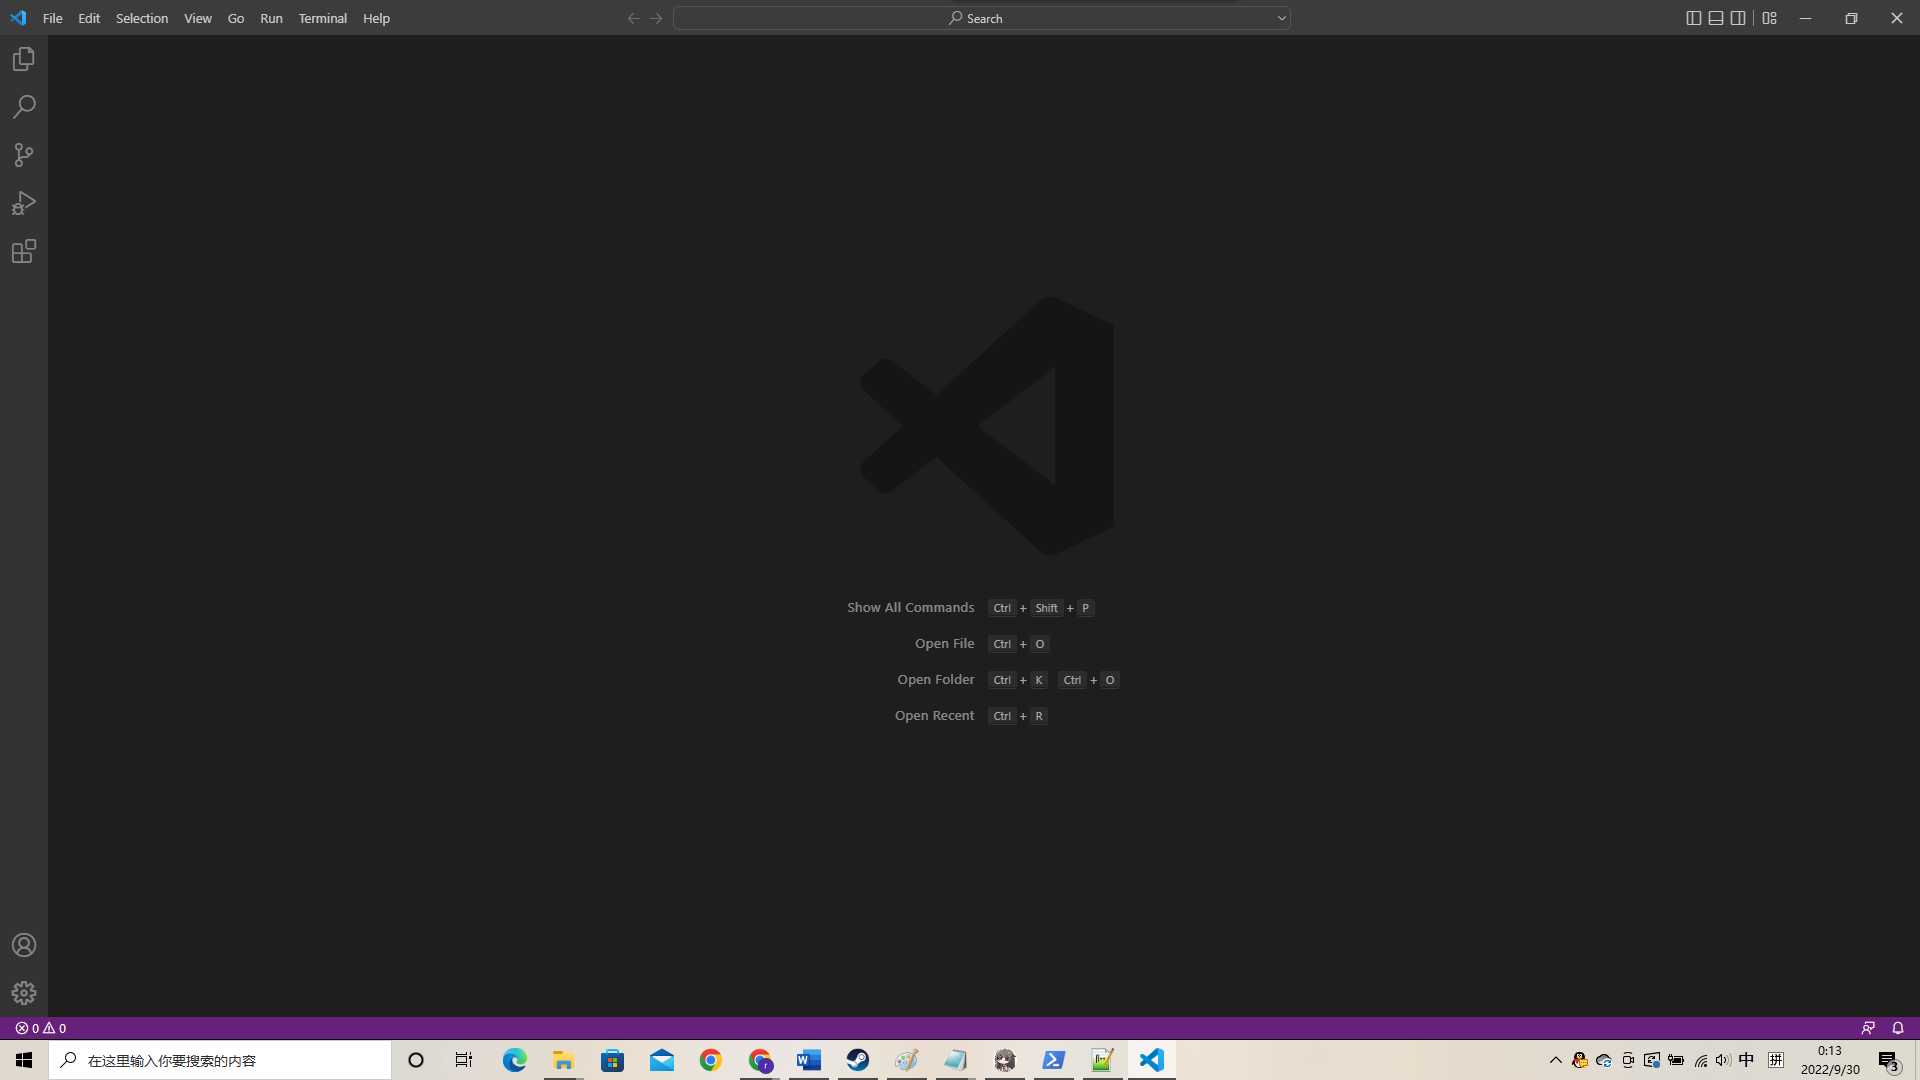 File Edit Selection View Go Run Terminal Help
Search
Show All Commands Ctrl + Shift + P
Open File Ctrl + O
Open Folder Ctrl + K Ctrl + O
Open Recent Ctrl + R
0 0
在这里输入你要搜索的内容
W
r
中
拼
0:13
2022/9/30
3